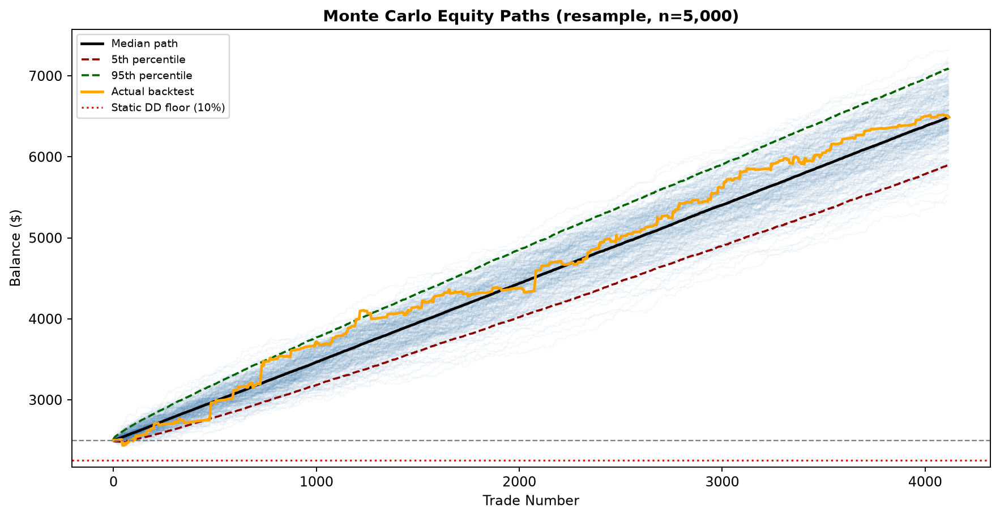 Monte Carlo Equity Paths (resample, n=5,000)
Median path
5th percentile
95th percentile
Actual backtest
Static DD floor (10%)
7000
6000
5000
4000
3000
Balance ($)
0 1000 2000 3000 4000
Trade Number